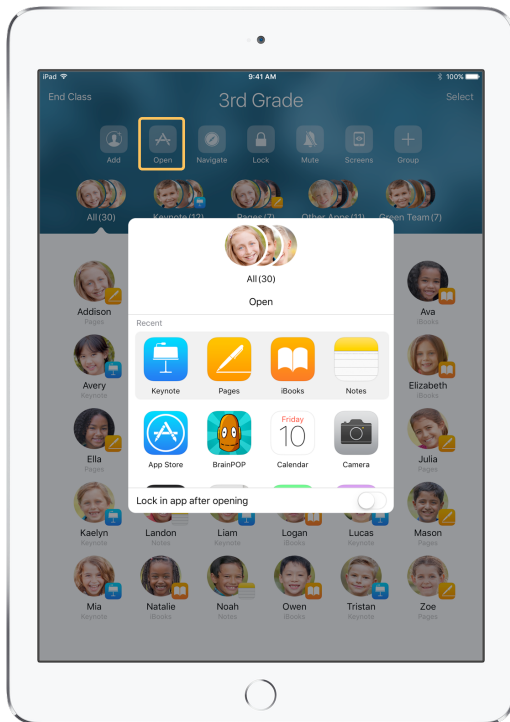 iPad 9:41 AM 100%
End Class 3rd Grade Select
Add Open Navigate Lock Mute Screens Group
All (30) Keynote (12) Pages (7) Other Apps (11) Green Team (7)
All (30)
Open
Recent
Keynote Pages iBooks Notes
App Store BrainPOP Calendar Camera
Friday
10
Lock in app after opening
Addison Ava
Pages iBooks
Avery Elizabeth
Keynote iBooks
Ella Julia
Pages Pages
Kaelyn Landon Liam Logan Lucas Mason
Keynote Notes Keynote iBooks Keynote Pages
Mia Natalie Noah Owen Tristan Zoe
Keynote iBooks Notes iBooks Keynote Pages